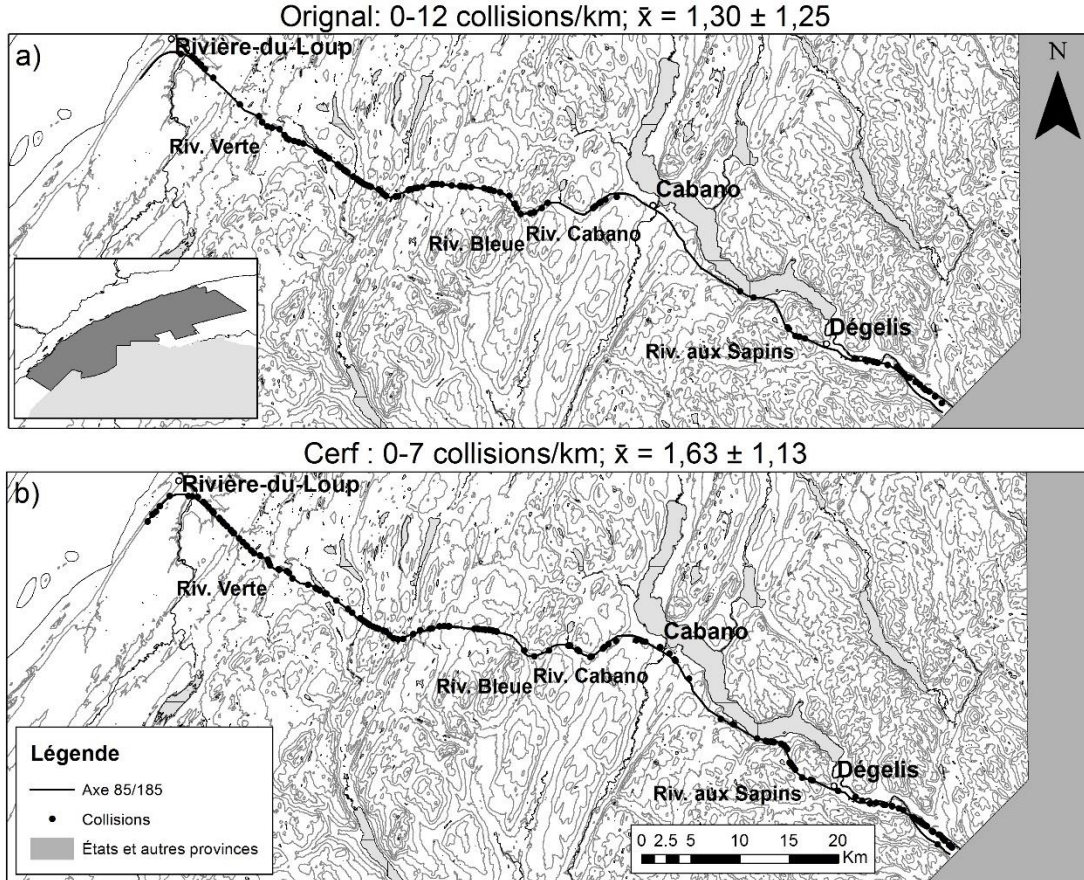 Orignal: 0-12 collisions/km; x̄ = 1,30 ± 1,25
a)
Rivière-du-Loup
N
Riv. Verte
Cabano
Riv. Bleue
Riv. Cabano
Dégelis
Riv. aux Sapins
Cerf : 0-7 collisions/km; x̄ = 1,63 ± 1,13
b)
Rivière-du-Loup
Riv. Verte
Cabano
Riv. Bleue
Riv. Cabano
Dégelis
Riv. aux Sapins
Légende
Axe 85/185
Collisions
États et autres provinces
0 2.5 5 10 15 20
Km